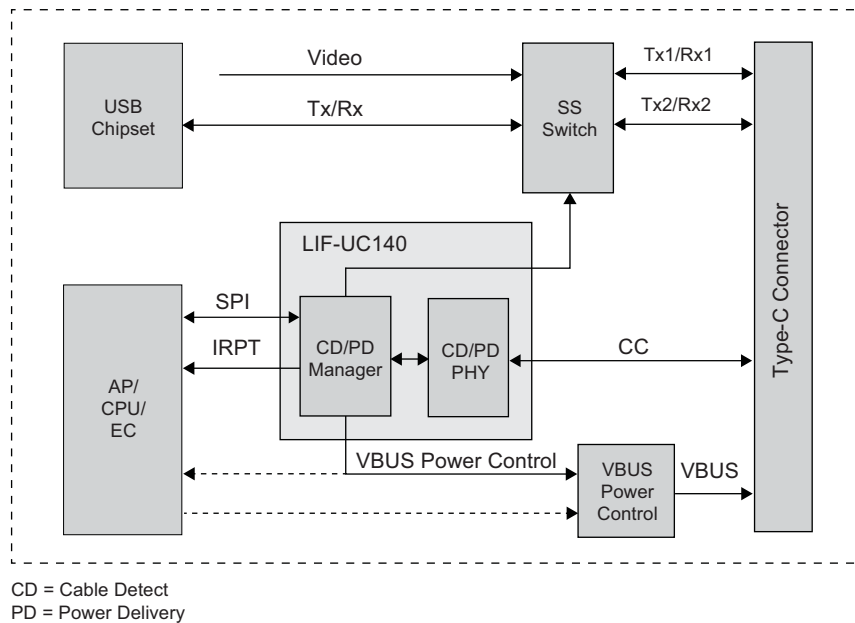 Video
Tx/Rx
USB
Chipset
SS
Switch
Tx1/Rx1
Tx2/Rx2
Type-C Connector
LIF-UC140
SPI
IRPT
AP/
CPU/
EC
CD/PD
Manager
CD/PD
PHY
CC
VBUS Power Control
VBUS
Power
Control
VBUS
CD = Cable Detect
PD = Power Delivery